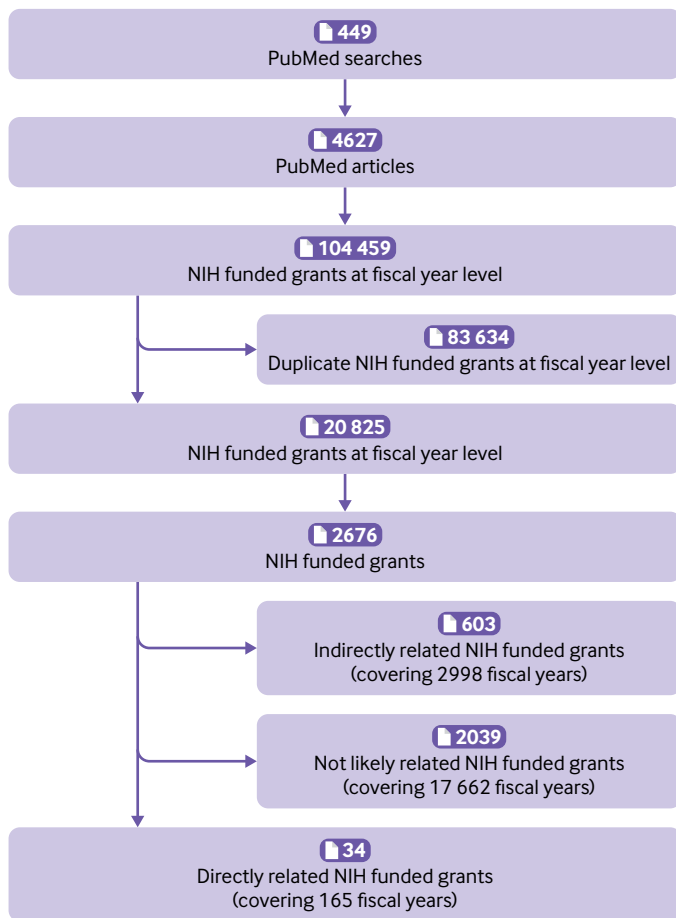 449
PubMed searches
4627
PubMed articles
104 459
NIH funded grants at fiscal year level
83 634
Duplicate NIH funded grants at fiscal year level
20 825
NIH funded grants at fiscal year level
2676
NIH funded grants
603
Indirectly related NIH funded grants
(covering 2998 fiscal years)
2039
Not likely related NIH funded grants
(covering 17 662 fiscal years)
34
Directly related NIH funded grants
(covering 165 fiscal years)